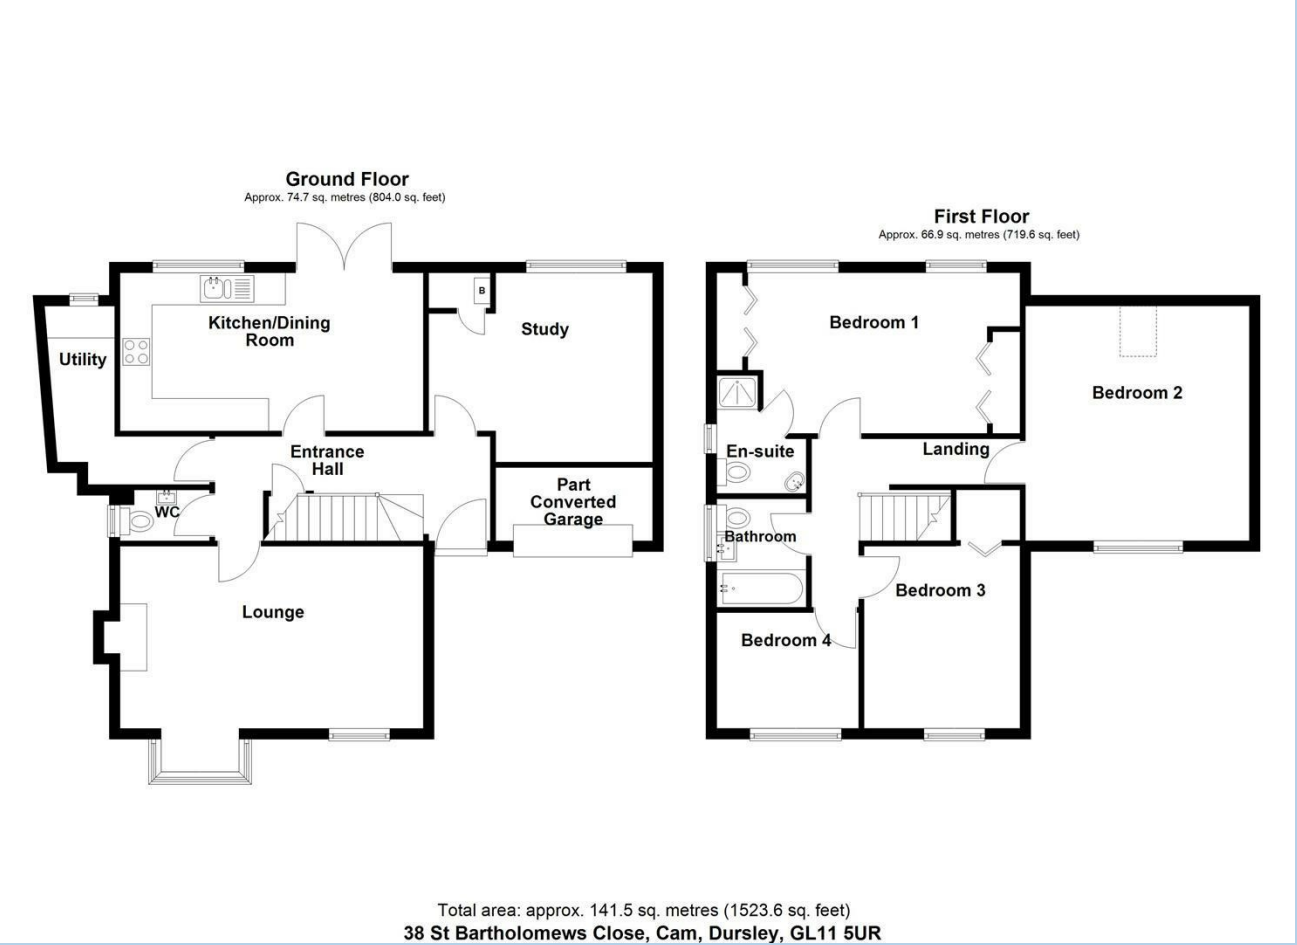 Ground Floor
Approx. 74.7 sq. metres (804.0 sq. feet)
Kitchen/Dining
Room
B
Study
Utility
Entrance
Hall
Part
Converted
Garage
WC
Lounge
First Floor
Approx. 66.9 sq. metres (719.6 sq. feet)
Bedroom 1
Bedroom 2
En-suite
Landing
Bathroom
Bedroom 3
Bedroom 4
Total area: approx. 141.5 sq. metres (1523.6 sq. feet)
38 St Bartholomews Close, Cam, Dursley, GL11 5UR